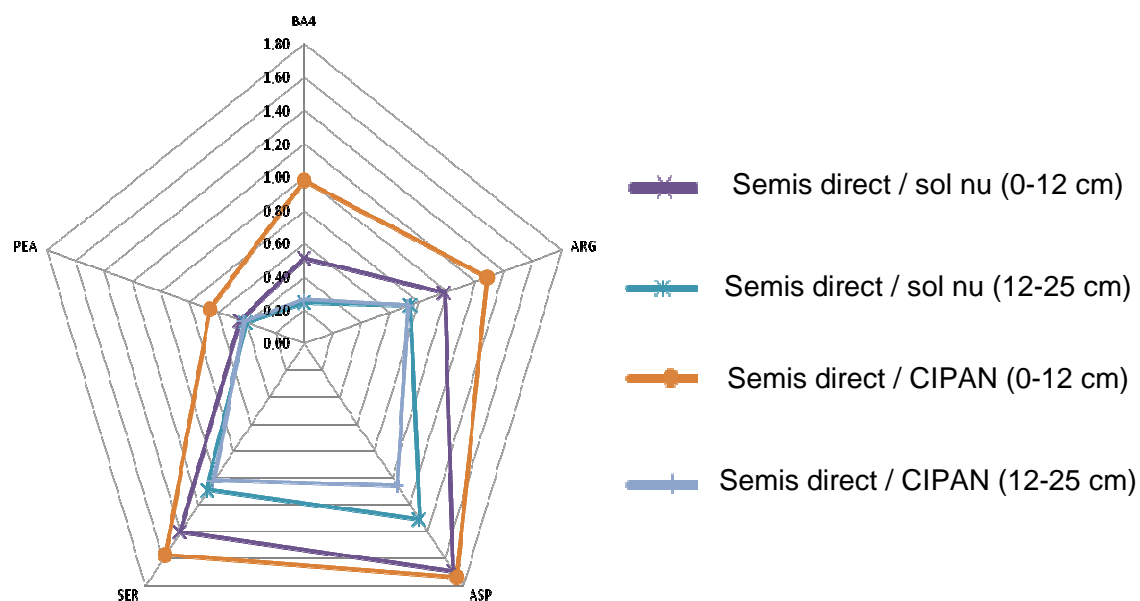 BA4
1,80
1,60
1,40
1,20
1,00
0,80
0,60
0,40
0,20
0,00
PEA
ARG
SER
ASP
Semis direct / sol nu (0-12 cm)
Semis direct / sol nu (12-25 cm)
Semis direct / CIPAN (0-12 cm)
Semis direct / CIPAN (12-25 cm)